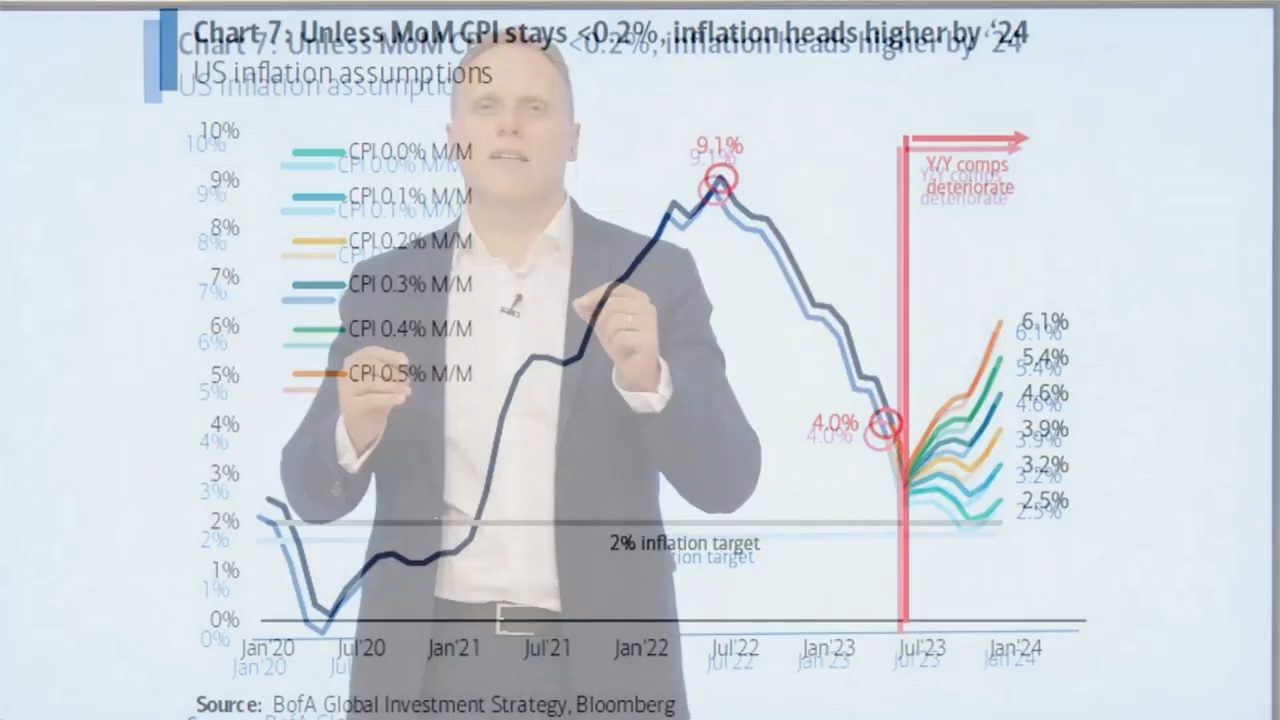 Chart 7: Unless MoM CPI stays <0.2%, inflation heads higher by ‘24
US inflation assumptions
10%
9%
8%
7%
6%
5%
4%
3%
2%
1%
0%
CPI 0.0% M/M
CPI 0.1% M/M
CPI 0.2% M/M
CPI 0.3% M/M
CPI 0.4% M/M
CPI 0.5% M/M
9.1%
4.0%
Y/Y comps
deteriorate
6.1%
5.4%
4.6%
3.9%
3.2%
2.5%
2% inflation target
Jan'20 Jul'20 Jan'21 Jul'21 Jan'22 Jul'22 Jan'23 Jul'23 Jan'24
Source: BofA Global Investment Strategy, Bloomberg